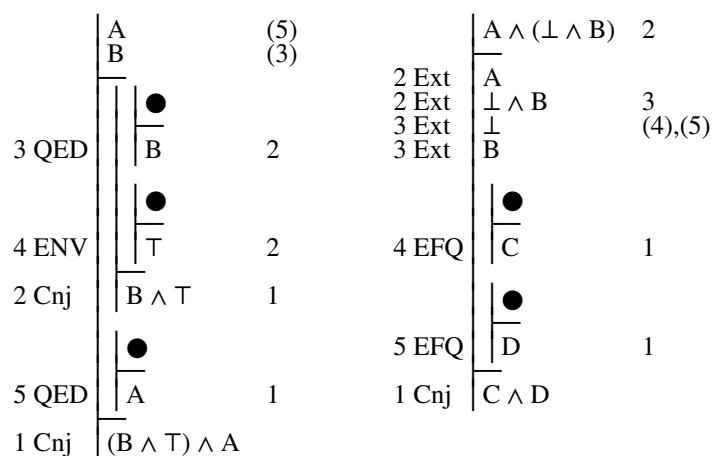 A (5)
B (3)
●
3 QED B 2
●
4 ENV ⊤ 2
2 Cnj B ∧ ⊤ 1
●
5 QED A 1
1 Cnj (B ∧ ⊤) ∧ A
A ∧ (⊥ ∧ B) 2
2 Ext A
2 Ext ⊥ ∧ B 3
3 Ext ⊥ (4),(5)
3 Ext B
●
4 EFQ C 1
●
5 EFQ D 1
1 Cnj C ∧ D